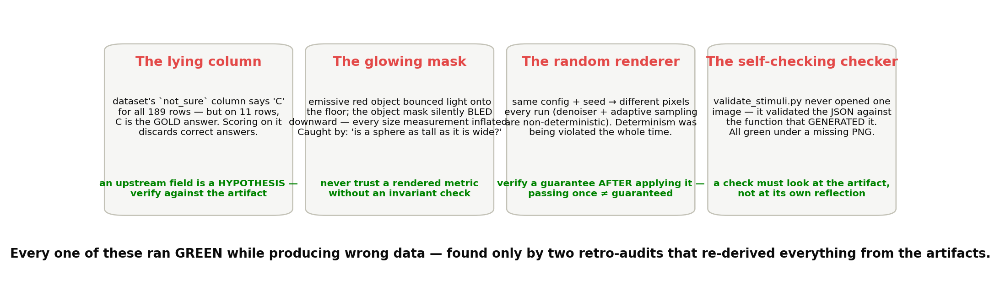 The lying column
dataset's `not_sure` column says 'C'
for all 189 rows — but on 11 rows,
C is the GOLD answer. Scoring on it
discards correct answers.
an upstream field is a HYPOTHESIS —
verify against the artifact
The glowing mask
emissive red object bounced light onto
the floor; the object mask silently BLED
downward — every size measurement inflated.
Caught by: 'is a sphere as tall as it is wide?'
never trust a rendered metric
without an invariant check
The random renderer
same config + seed → different pixels
every run (denoiser + adaptive sampling
are non-deterministic). Determinism was
being violated the whole time.
verify a guarantee AFTER applying it —
passing once ≠ guaranteed
The self-checking checker
validate_stimuli.py never opened one
image — it validated the JSON against
the function that GENERATED it.
All green under a missing PNG.
a check must look at the artifact,
not at its own reflection
Every one of these ran GREEN while producing wrong data — found only by two retro-audits that re-derived everything from the artifacts.